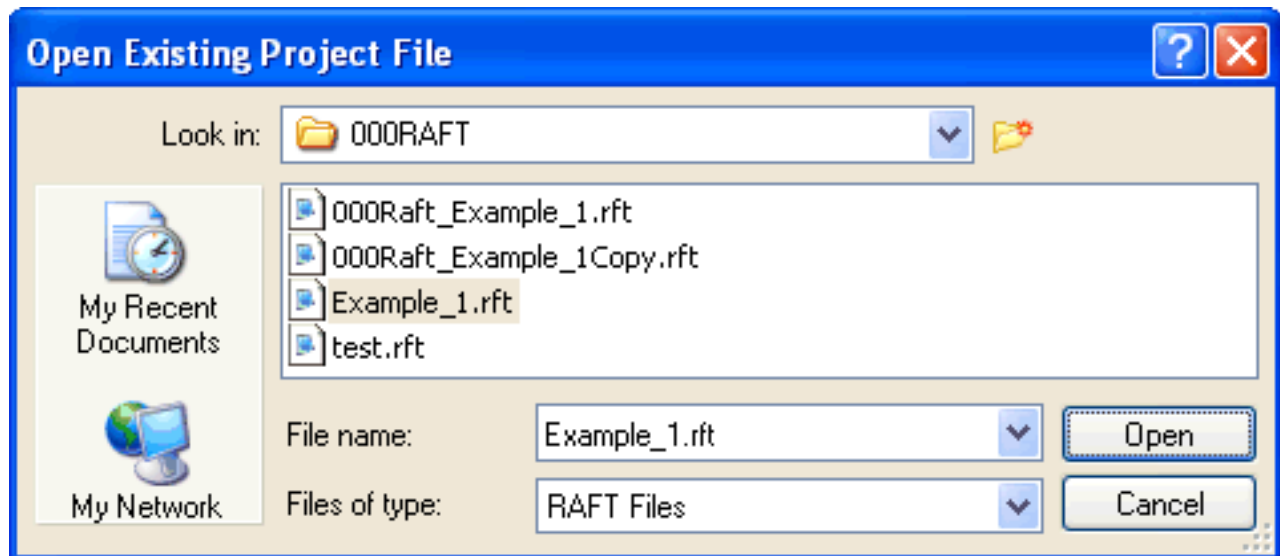 Open Existing Project File
Look in: 000RAFT
000Raft_Example_1.rft
000Raft_Example_1Copy.rft
Example_1.rft
test.rft
My Recent
Documents
My Network
File name: Example_1.rft Open
Files of type: RAFT Files Cancel